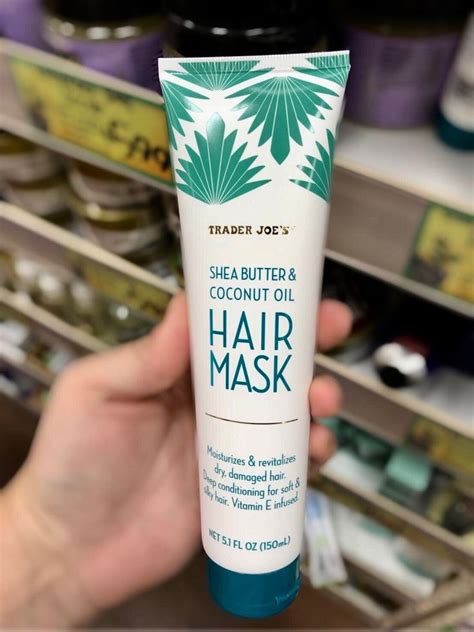 TRADER JOE'S
SHEA BUTTER &
COCONUT OIL
HAIR
MASK
Moisturizes & revitalizes
dry, damaged hair.
Deep conditioning for soft &
silky hair. Vitamin E infused.
NET 5.1 FL OZ (150mL)